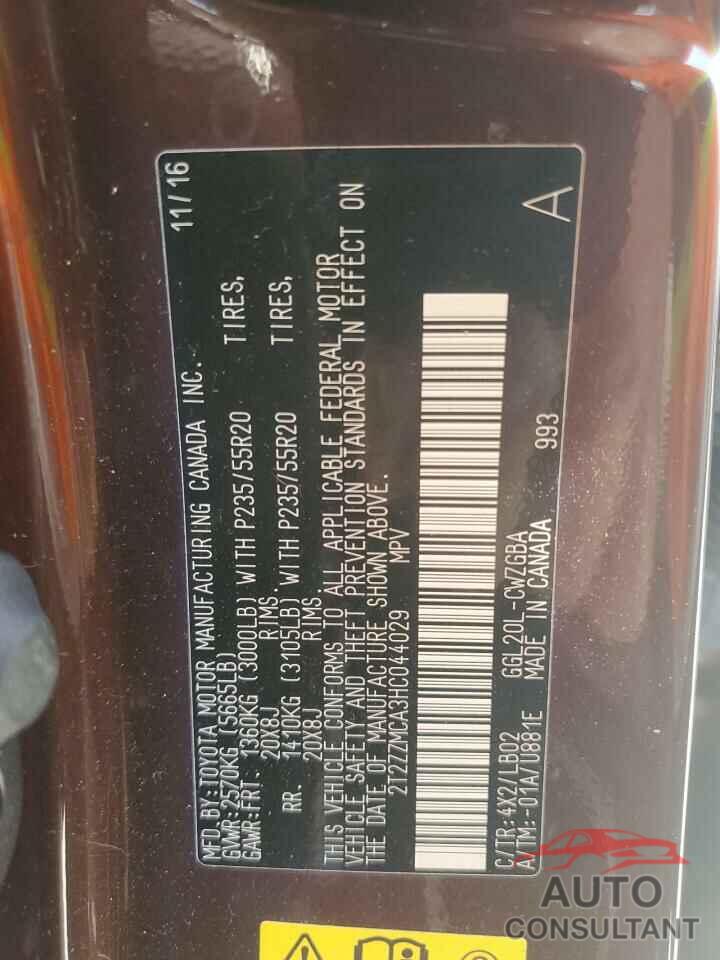 MFD. BY:TOYOTA MOTOR MANUFACTURING CANADA INC. 11/16
GVWR:2570KG (5665LB)
GAWR:FRT. 1360KG (3000LB) WITH P235/55R20 TIRES,
20X8J RIMS.
RR. 1410KG (3105LB) WITH P235/55R20 TIRES,
20X8J RIMS.
THIS VEHICLE CONFORMS TO ALL APPLICABLE FEDERAL MOTOR
VEHICLE SAFETY AND THEFT PREVENTION STANDARDS IN EFFECT ON
THE DATE OF MANUFACTURE SHOWN ABOVE.
2T2ZZMCA3HC044029 MPV
C/TR:4X2/LB02 GGL20L-CWZGBA
A/TM:-01A/U881E MADE IN CANADA 993 A
AUTO
CONSULTANT